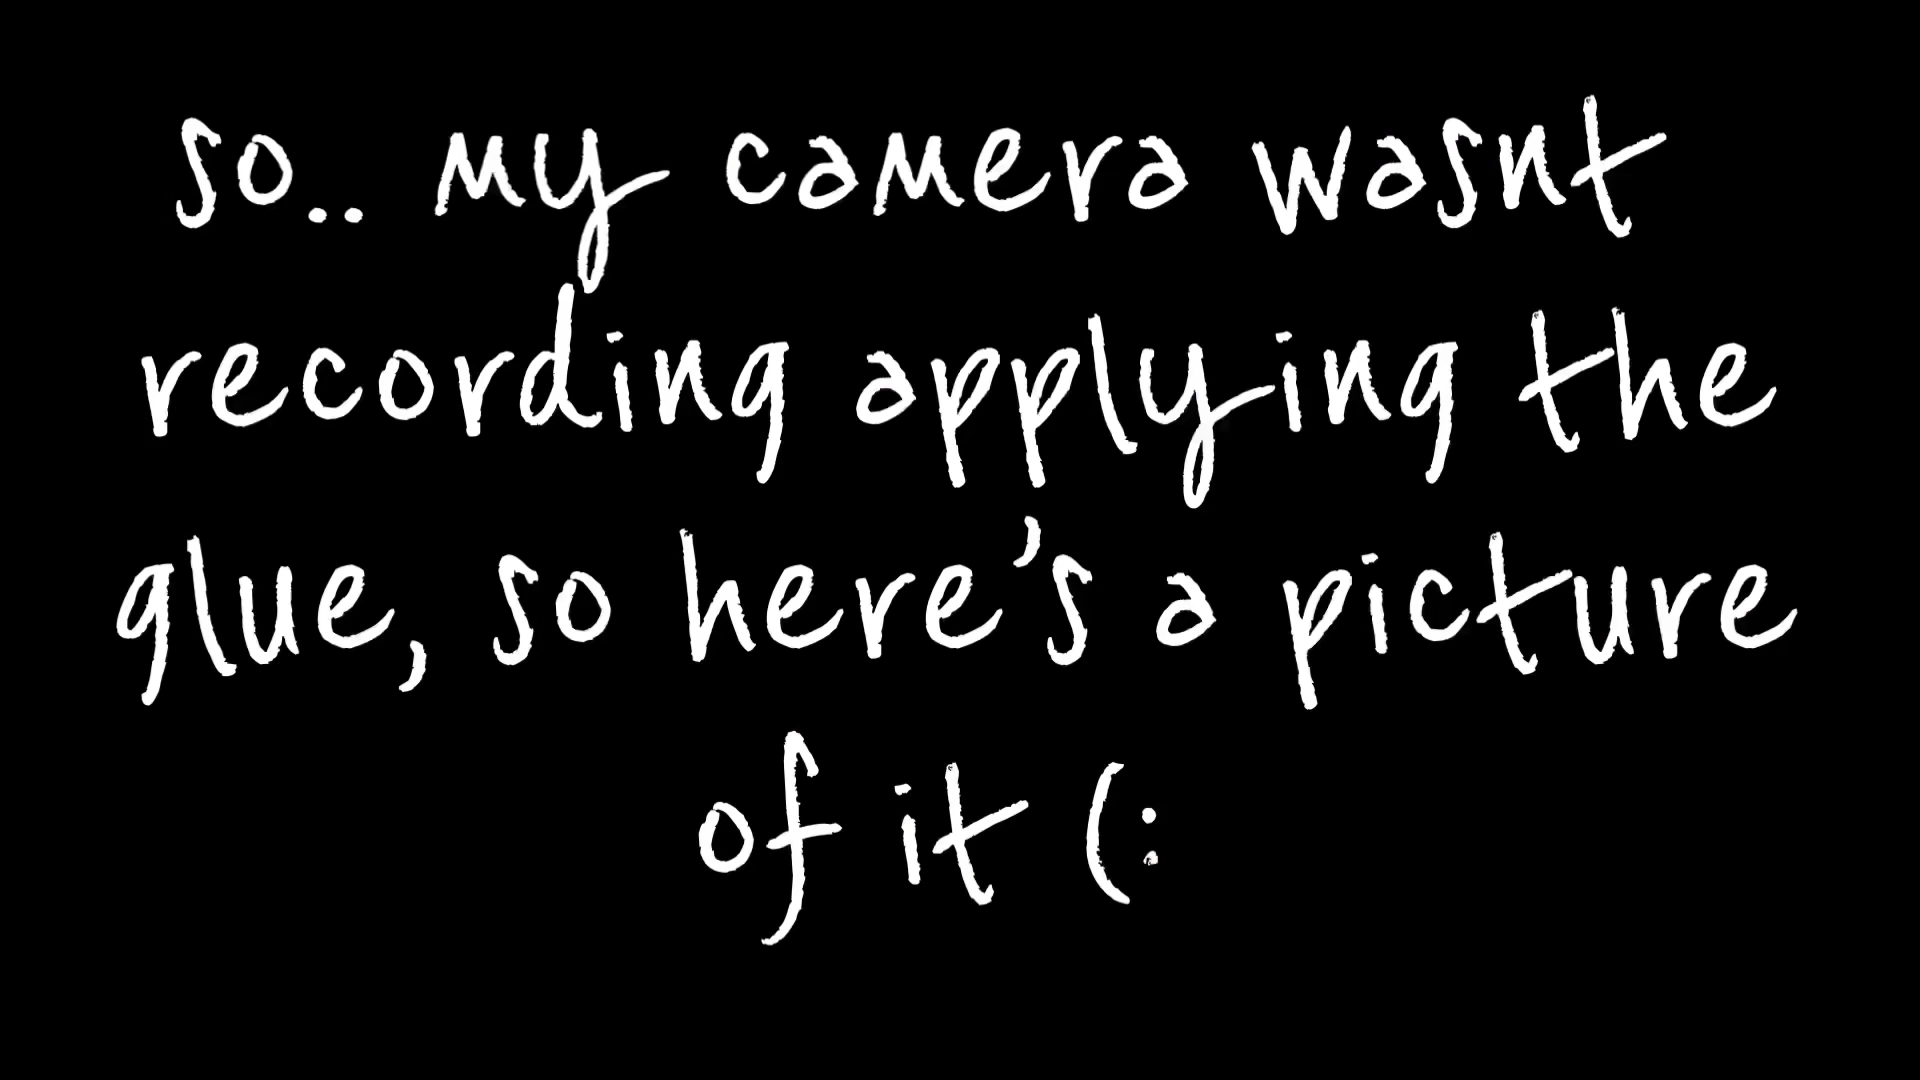 so.. my camera wasnt
recording applying the
glue, so here's a picture
of it (: